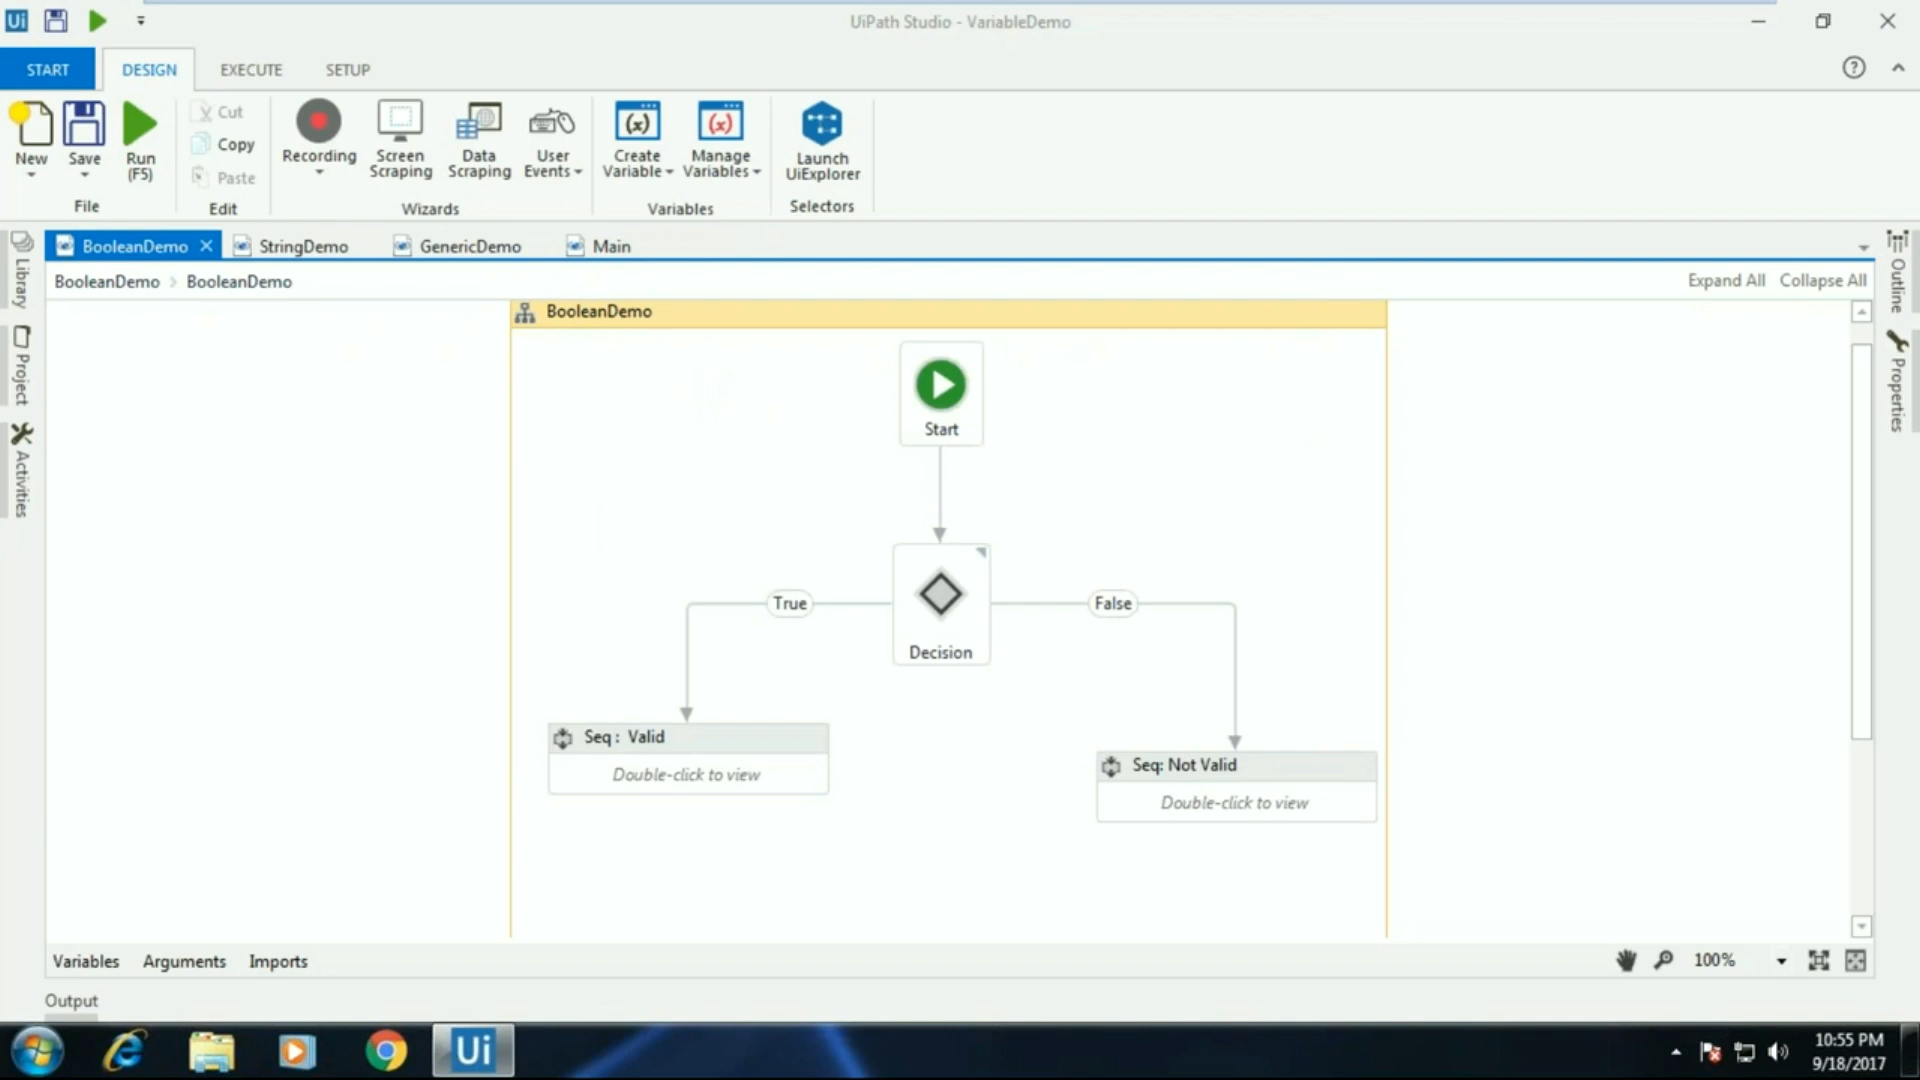 Ui
UiPath Studio - VariableDemo
START DESIGN EXECUTE SETUP
New
Save
Run
(F5)
Cut
Copy
Paste
Recording
Screen
Scraping
Data
Scraping
User
Events
Create
Variable
Manage
Variables
Launch
UiExplorer
File
Edit
Wizards
Variables
Selectors
BooleanDemo StringDemo GenericDemo Main
BooleanDemo BooleanDemo
Expand All Collapse All
Library
Project
Activities
Outline
Properties
BooleanDemo
Start
True
False
Decision
Seq : Valid
Double-click to view
Seq: Not Valid
Double-click to view
Variables Arguments Imports
100%
Output
Ui
10:55 PM
9/18/2017